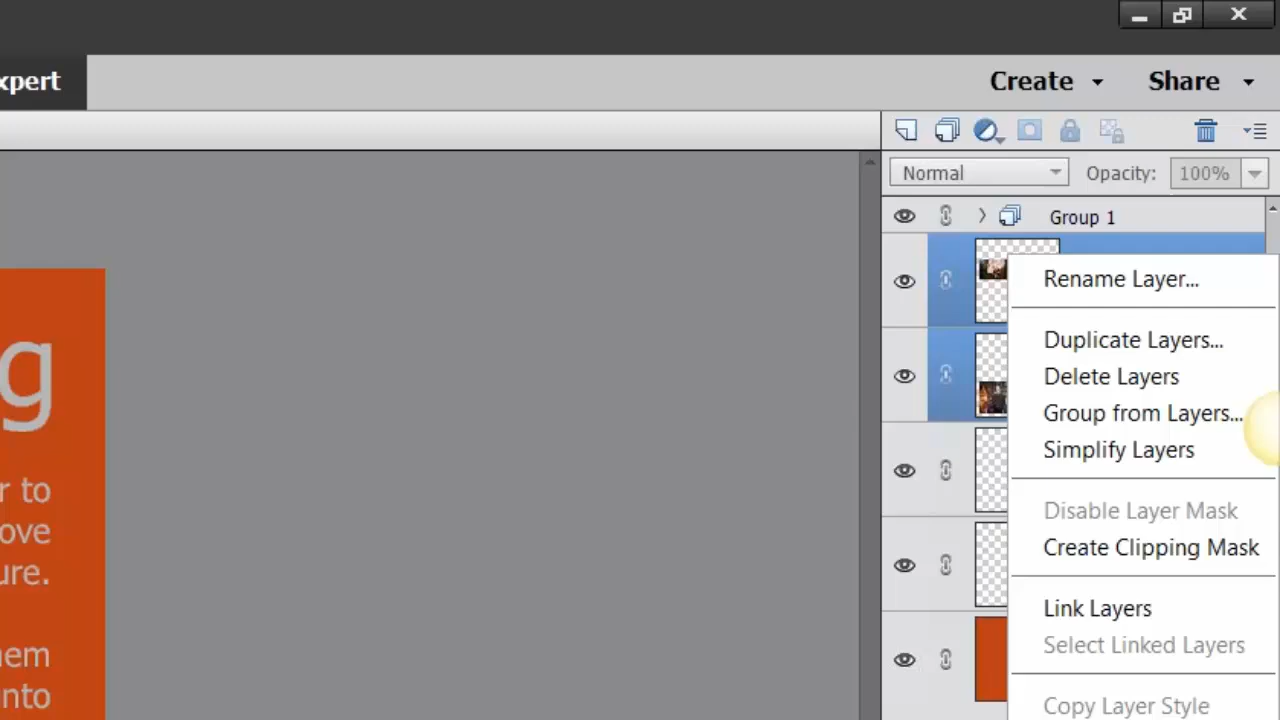 xpert
Create
Share
Normal
Opacity:
100%
Group 1
Rename Layer...
Duplicate Layers...
Delete Layers
Group from Layers...
Simplify Layers
Disable Layer Mask
Create Clipping Mask
Link Layers
Select Linked Layers
Copy Layer Style
g
r to
ove
ure.
nem
nto